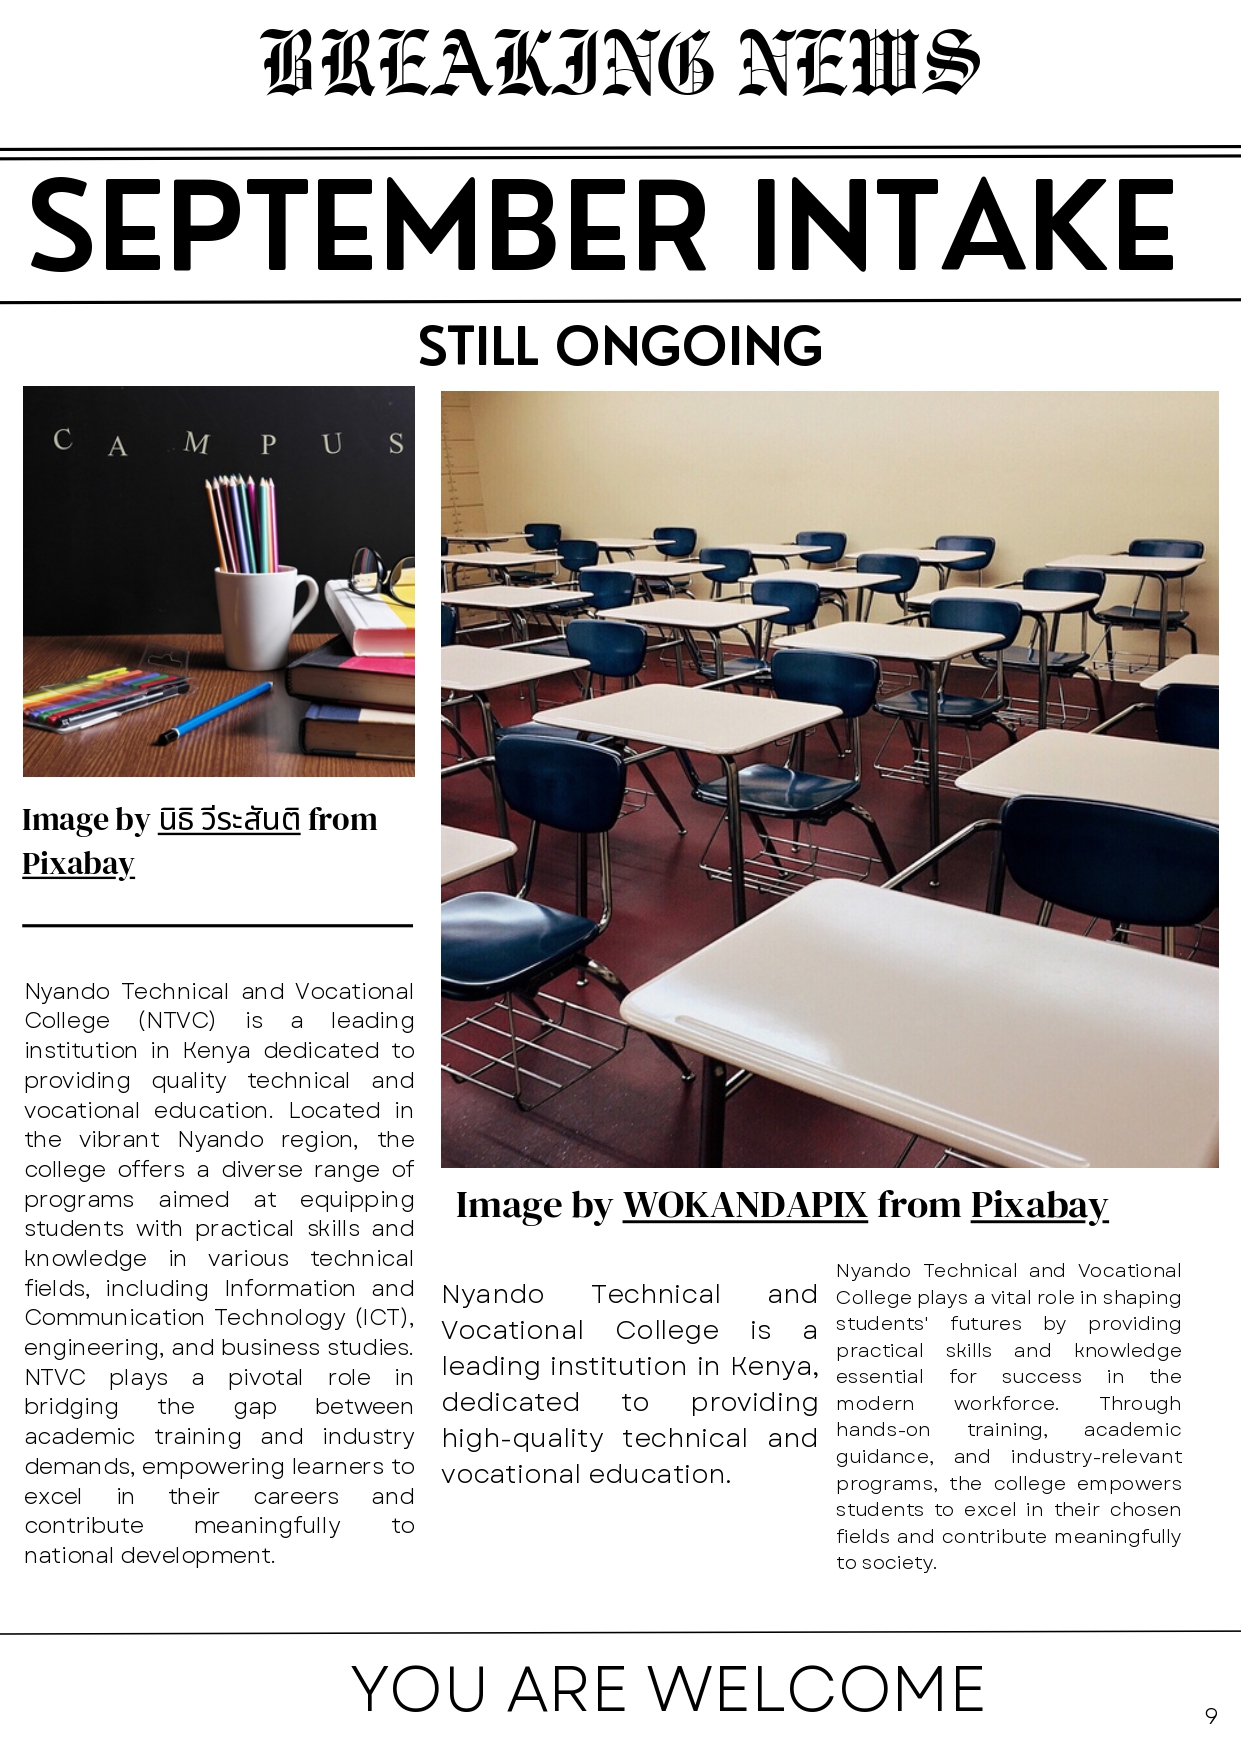 BREAKING NEWS
SEPTEMBER INTAKE
STILL ONGOING
C A M P U S
Image by นิธิ วีระสันติ from
Pixabay
Nyando Technical and Vocational
College (NTVC) is a leading
institution in Kenya dedicated to
providing quality technical and
vocational education. Located in
the vibrant Nyando region, the
college offers a diverse range of
programs aimed at equipping
students with practical skills and
knowledge in various technical
fields, including Information and
Communication Technology (ICT),
engineering, and business studies.
NTVC plays a pivotal role in
bridging the gap between
academic training and industry
demands, empowering learners to
excel in their careers and
contribute meaningfully to
national development.
Image by WOKANDAPIX from Pixabay
Nyando Technical and
Vocational College is a
leading institution in Kenya,
dedicated to providing
high-quality technical and
vocational education.
Nyando Technical and Vocational
College plays a vital role in shaping
students' futures by providing
practical skills and knowledge
essential for success in the
modern workforce. Through
hands-on training, academic
guidance, and industry-relevant
programs, the college empowers
students to excel in their chosen
fields and contribute meaningfully
to society.
YOU ARE WELCOME
9